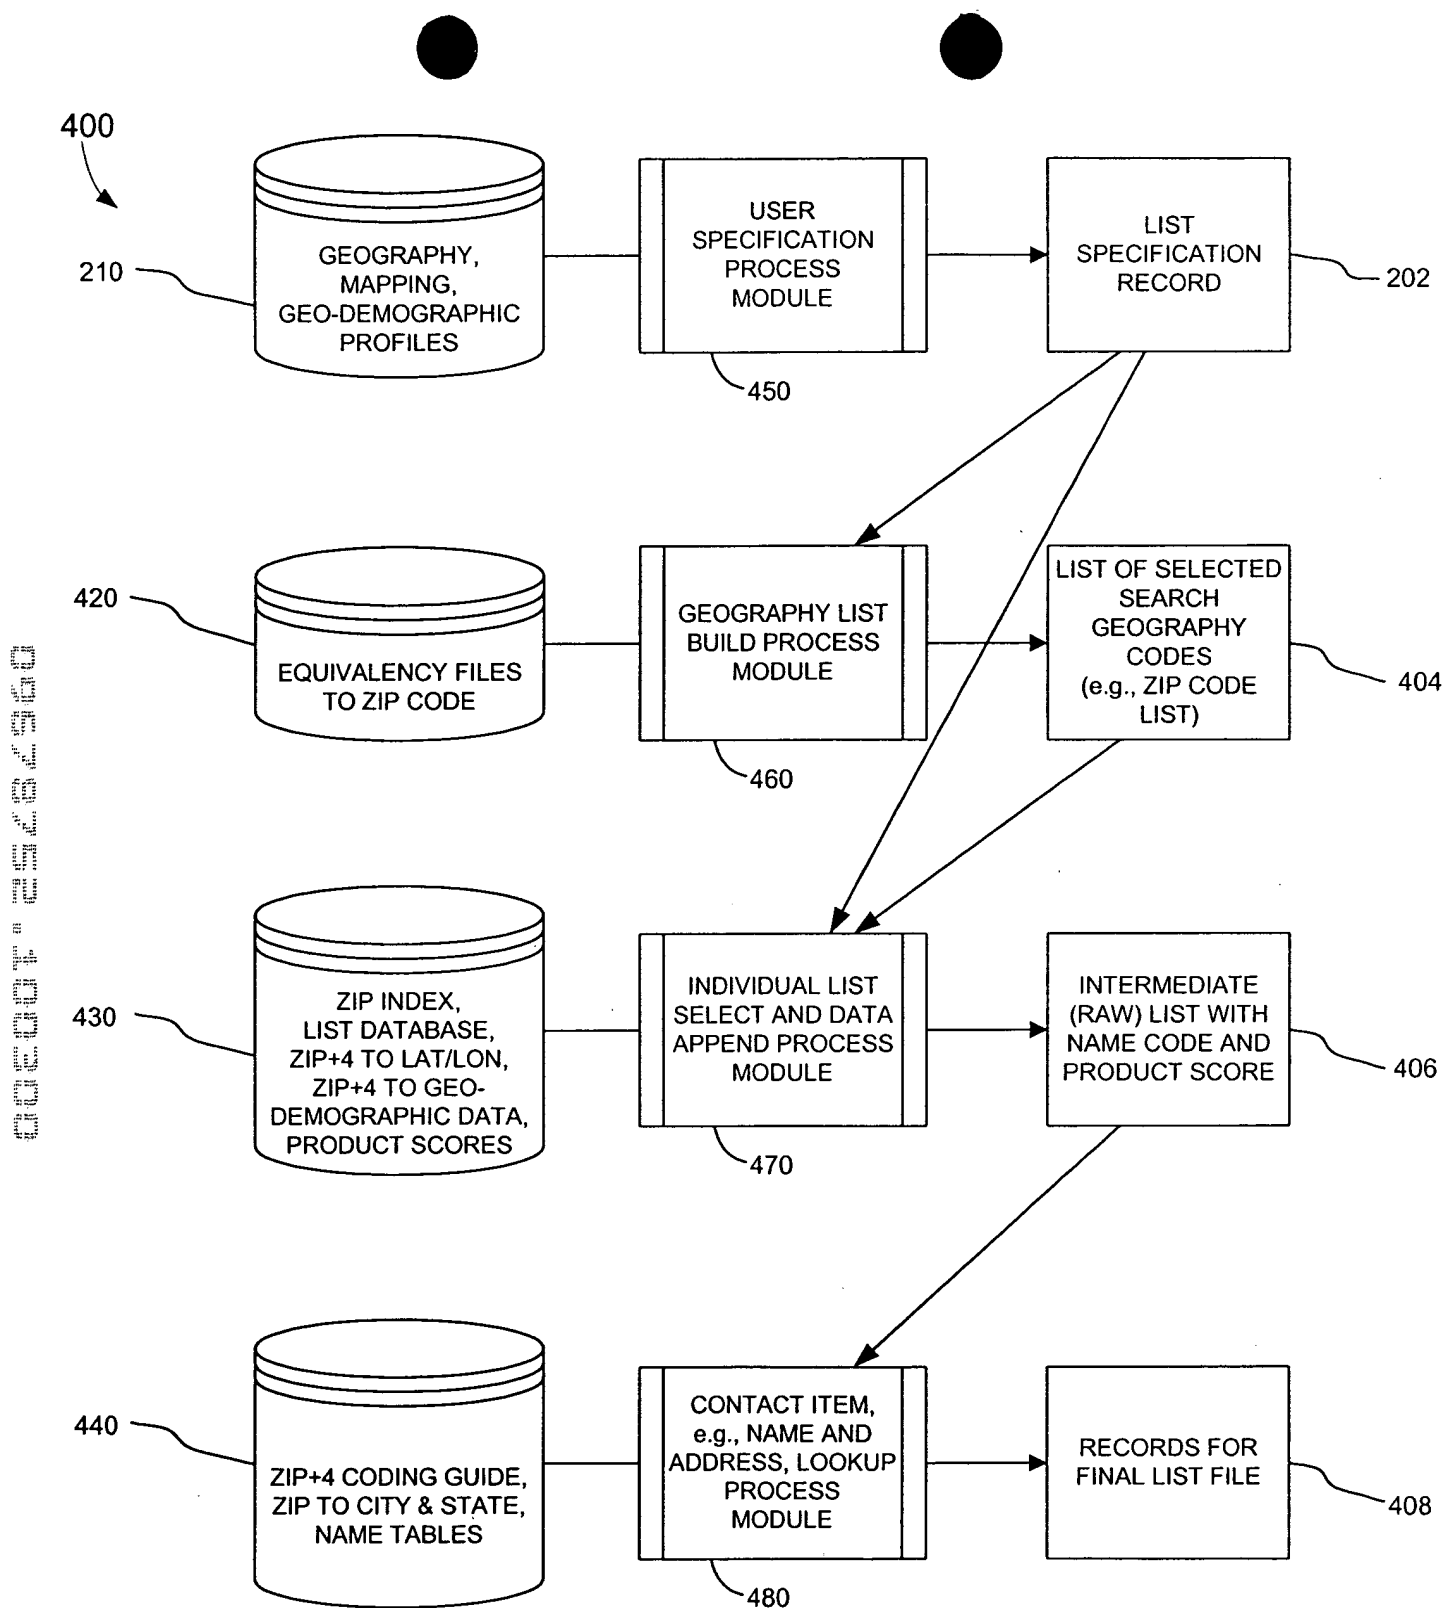 400
GEOGRAPHY,
MAPPING,
GEO-DEMOGRAPHIC
PROFILES
210
USER
SPECIFICATION
PROCESS
MODULE
450
LIST
SPECIFICATION
RECORD
202
420
EQUIVALENCY FILES
TO ZIP CODE
GEOGRAPHY LIST
BUILD PROCESS
MODULE
460
LIST OF SELECTED
SEARCH
GEOGRAPHY
CODES
(e.g., ZIP CODE
LIST)
404
430
ZIP INDEX,
LIST DATABASE,
ZIP+4 TO LAT/LON,
ZIP+4 TO GEO-
DEMOGRAPHIC DATA,
PRODUCT SCORES
INDIVIDUAL LIST
SELECT AND DATA
APPEND PROCESS
MODULE
470
INTERMEDIATE
(RAW) LIST WITH
NAME CODE AND
PRODUCT SCORE
406
440
ZIP+4 CODING GUIDE,
ZIP TO CITY & STATE,
NAME TABLES
CONTACT ITEM,
e.g., NAME AND
ADDRESS, LOOKUP
PROCESS
MODULE
480
RECORDS FOR
FINAL LIST FILE
408
09578752.100300